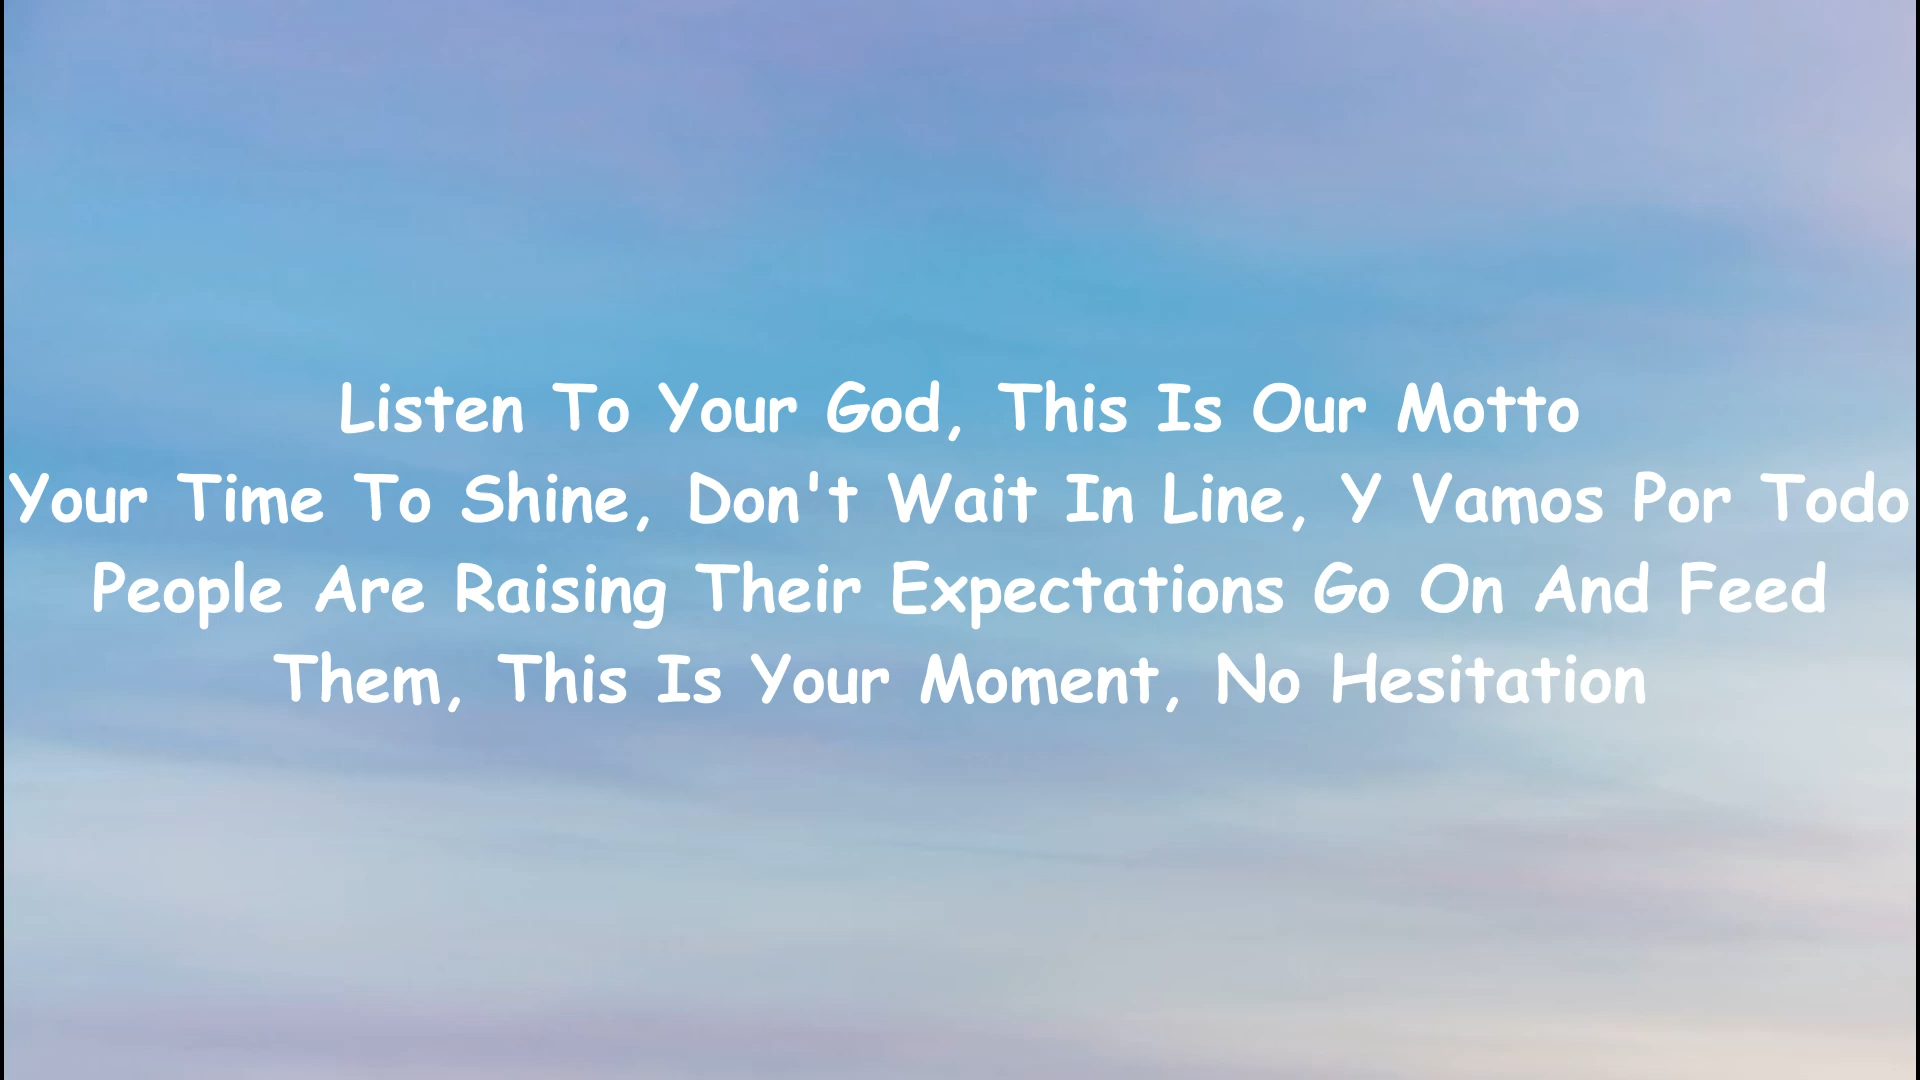 Listen To Your God, This Is Our Motto
Your Time To Shine, Don't Wait In Line, Y Vamos Por Todo
People Are Raising Their Expectations Go On And Feed
Them, This Is Your Moment, No Hesitation